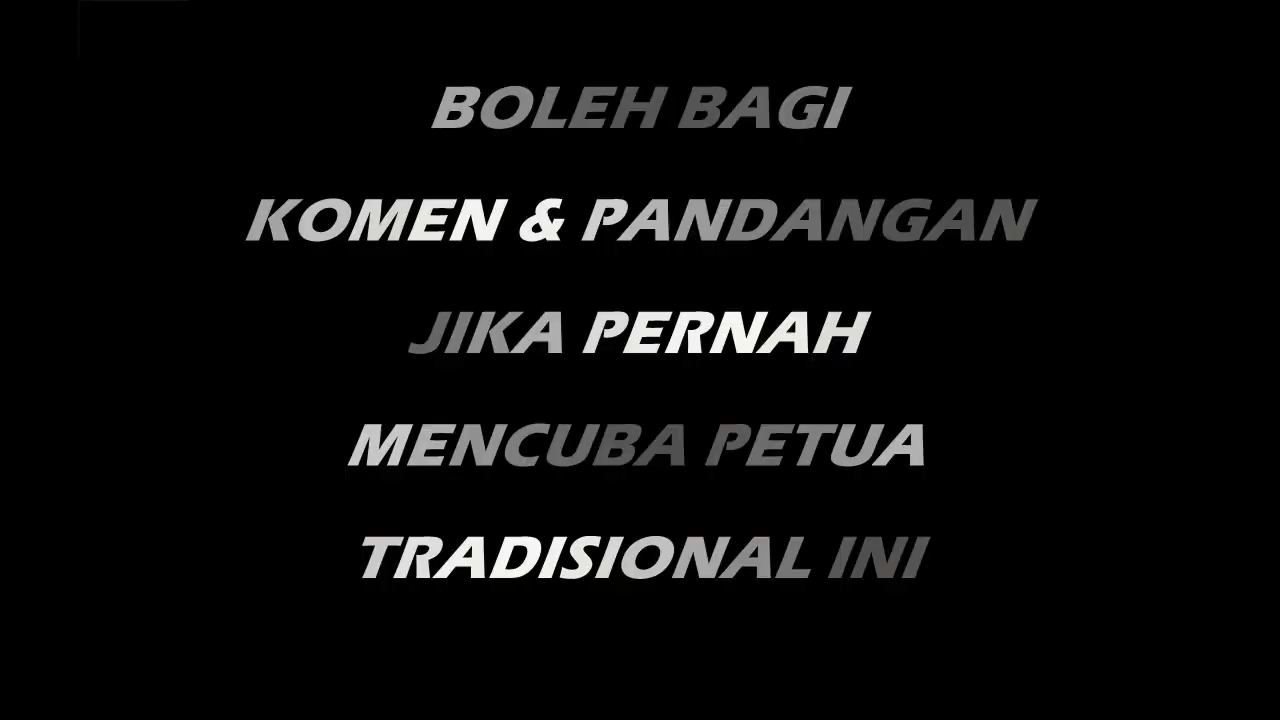 BOLEH BAGI
KOMEN & PANDANGAN
JIKA PERNAH
MENCUBA PETUA
TRADISIONAL INI